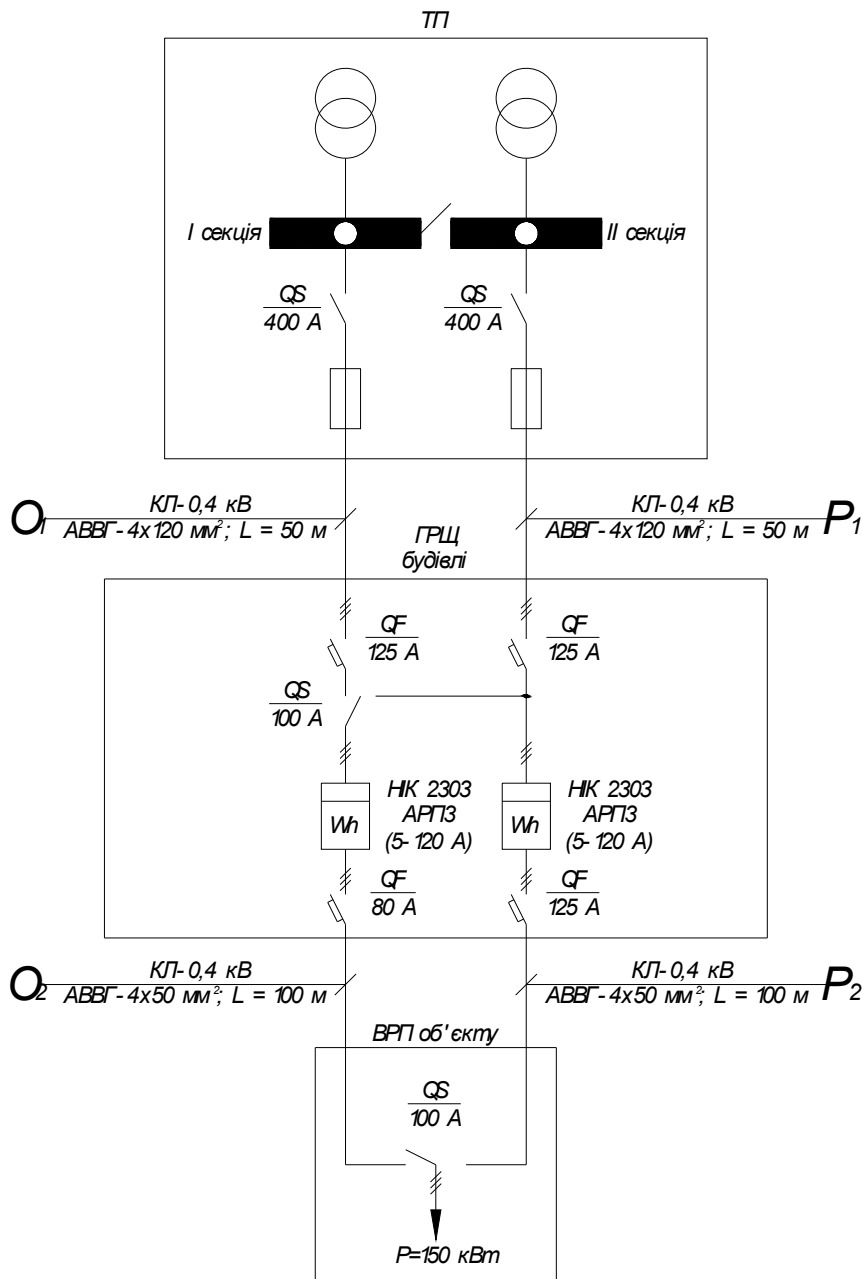 ТП
I секція
II секція
QS
400 А
QS
400 А
О1
КЛ-0,4 кВ
АВВГ-4х120 мм²; L = 50 м
КЛ-0,4 кВ
АВВГ-4х120 мм²; L = 50 м
Р1
ГРЩ
будівлі
QF
125 А
QF
125 А
QS
100 А
НІК 2303
АРП3
(5-120 А)
НІК 2303
АРП3
(5-120 А)
Wh
Wh
QF
80 А
QF
125 А
О2
КЛ-0,4 кВ
АВВГ-4х50 мм²; L = 100 м
КЛ-0,4 кВ
АВВГ-4х50 мм²; L = 100 м
Р2
ВРП об'єкту
QS
100 А
Р=150 кВт